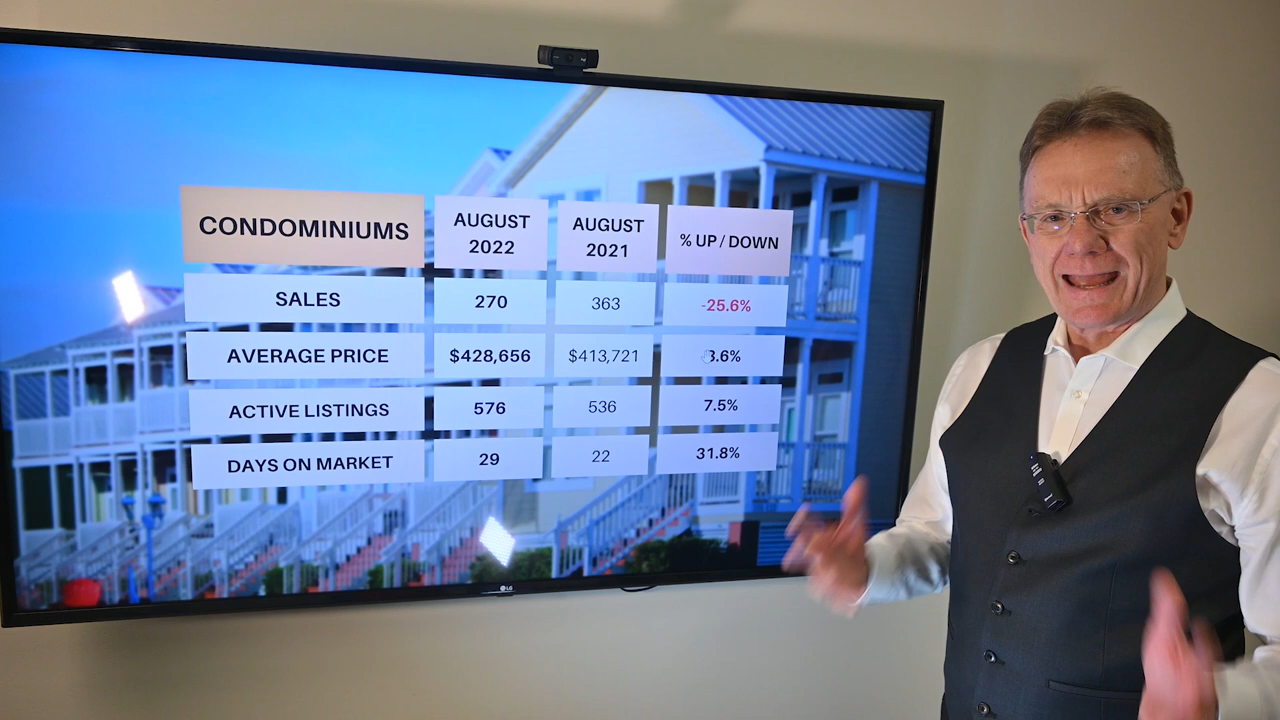 CONDOMINIUMS
AUGUST 2022
AUGUST 2021
% UP / DOWN
SALES 270 363 -25.6%
AVERAGE PRICE $428,656 $413,721 3.6%
ACTIVE LISTINGS 576 536 7.5%
DAYS ON MARKET 29 22 31.8%
LG